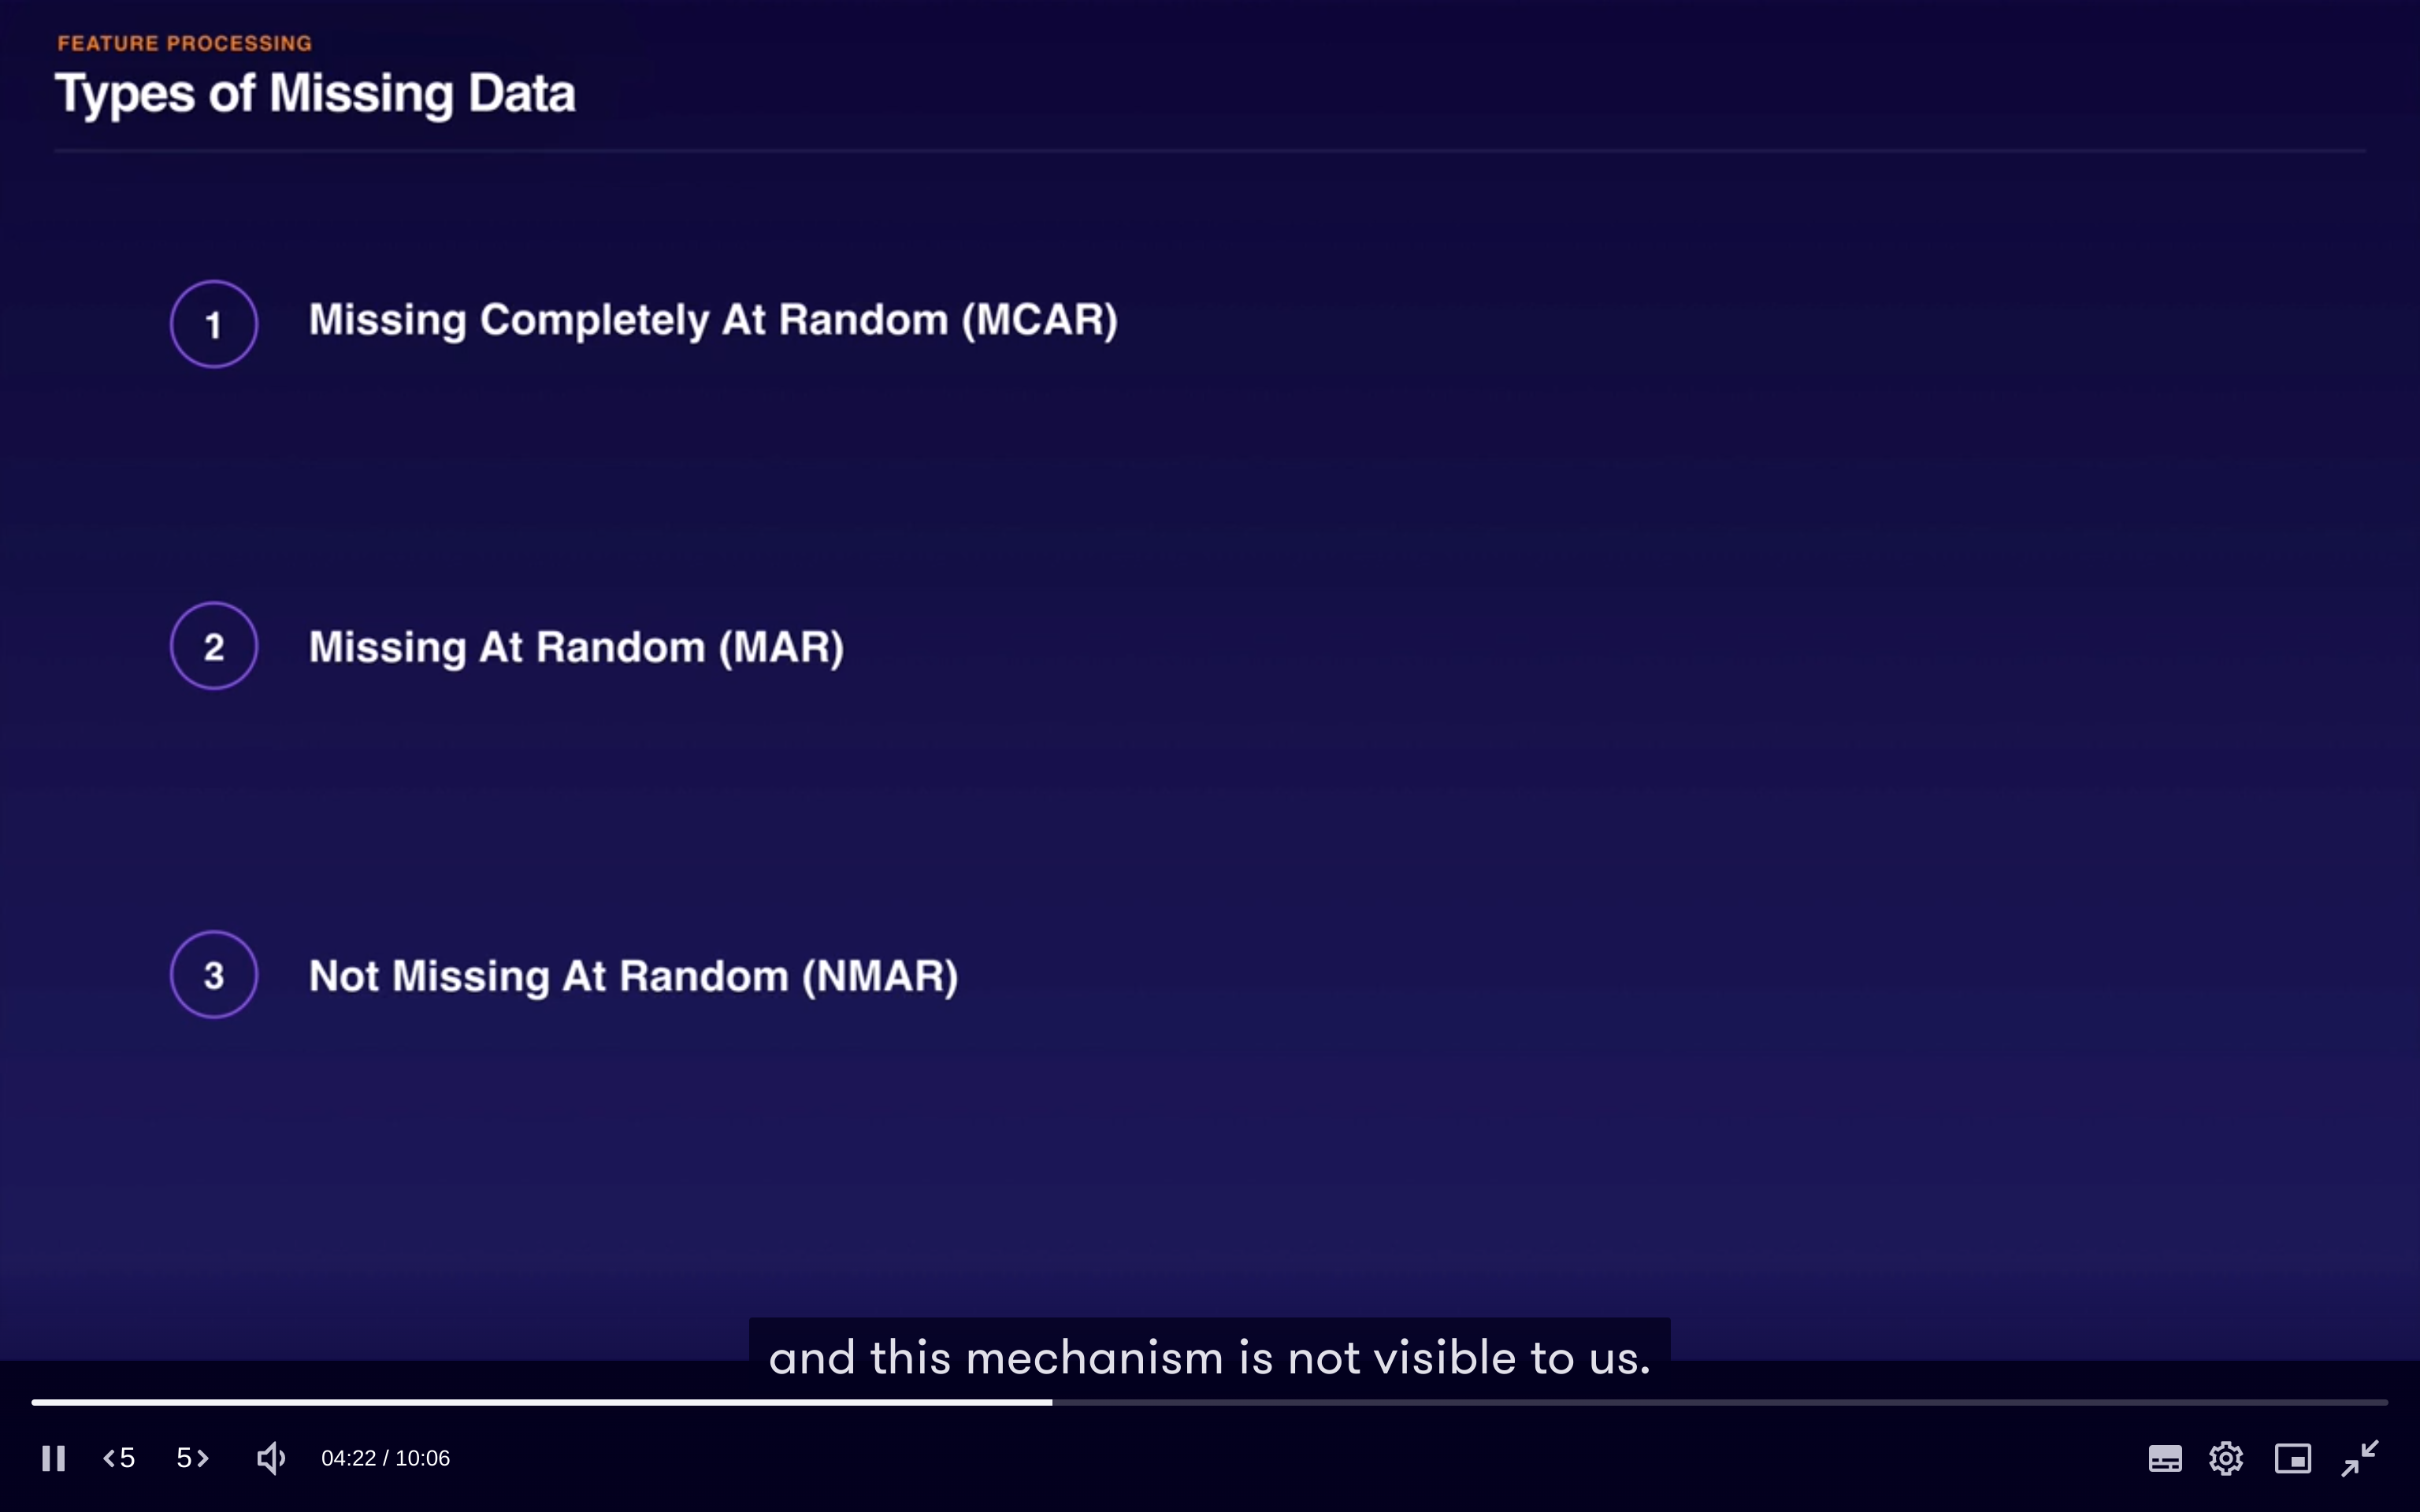 FEATURE PROCESSING
Types of Missing Data
1 Missing Completely At Random (MCAR)
2 Missing At Random (MAR)
3 Not Missing At Random (NMAR)
and this mechanism is not visible to us.
<5 5> 04:22 / 10:06